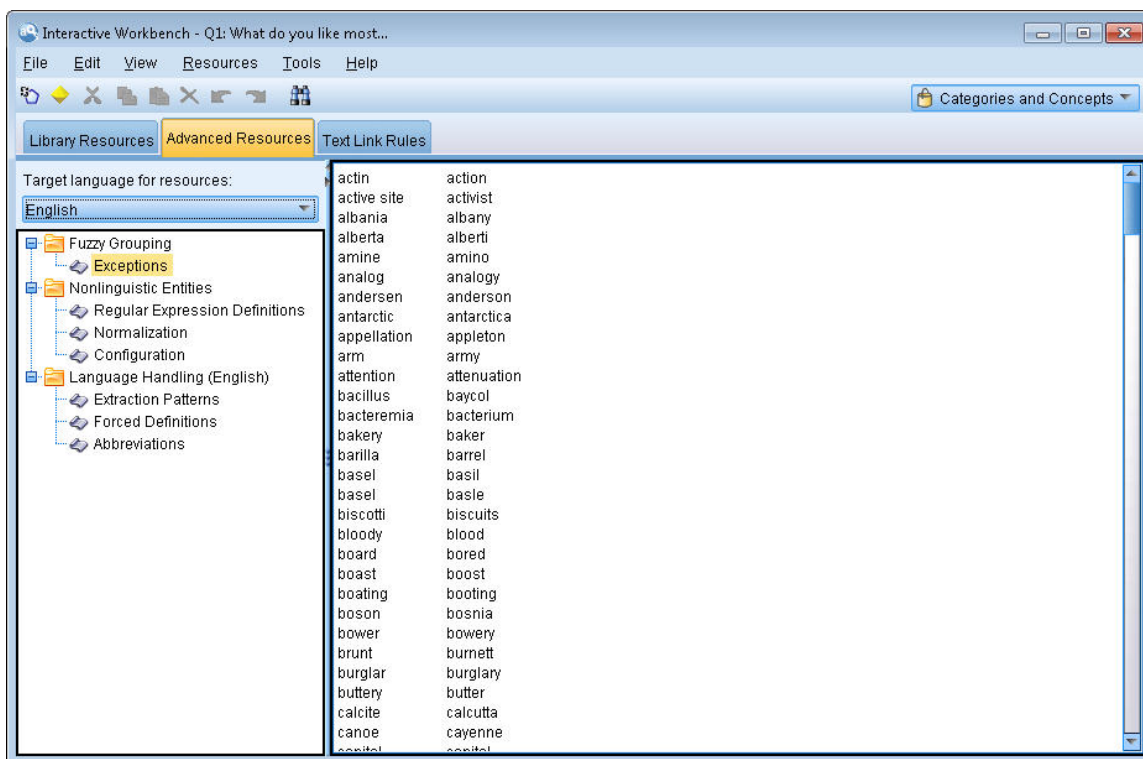 Interactive Workbench - Q1: What do you like most...
File Edit View Resources Tools Help
Categories and Concepts
Library Resources Advanced Resources Text Link Rules
Target language for resources:
English
Fuzzy Grouping
Exceptions
Nonlinguistic Entities
Regular Expression Definitions
Normalization
Configuration
Language Handling (English)
Extraction Patterns
Forced Definitions
Abbreviations
actin action
active site activist
albania albany
alberta alberti
amine amino
analog analogy
andersen anderson
antarctic antarctica
appellation appleton
arm army
attention attenuation
bacillus baycol
bacteremia bacterium
bakery baker
barilla barrel
basel basil
basel basle
biscotti biscuits
bloody blood
board bored
boast boost
boating booting
boson bosnia
bower bowery
brunt burnett
burglar burglary
buttery butter
calcite calcutta
canoe cayenne